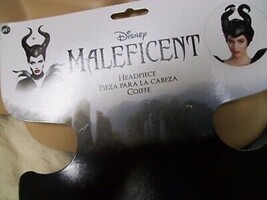 Disney
MALEFICENT
HEADPIECE
PIEZA PARA LA CABEZA
COIFFE